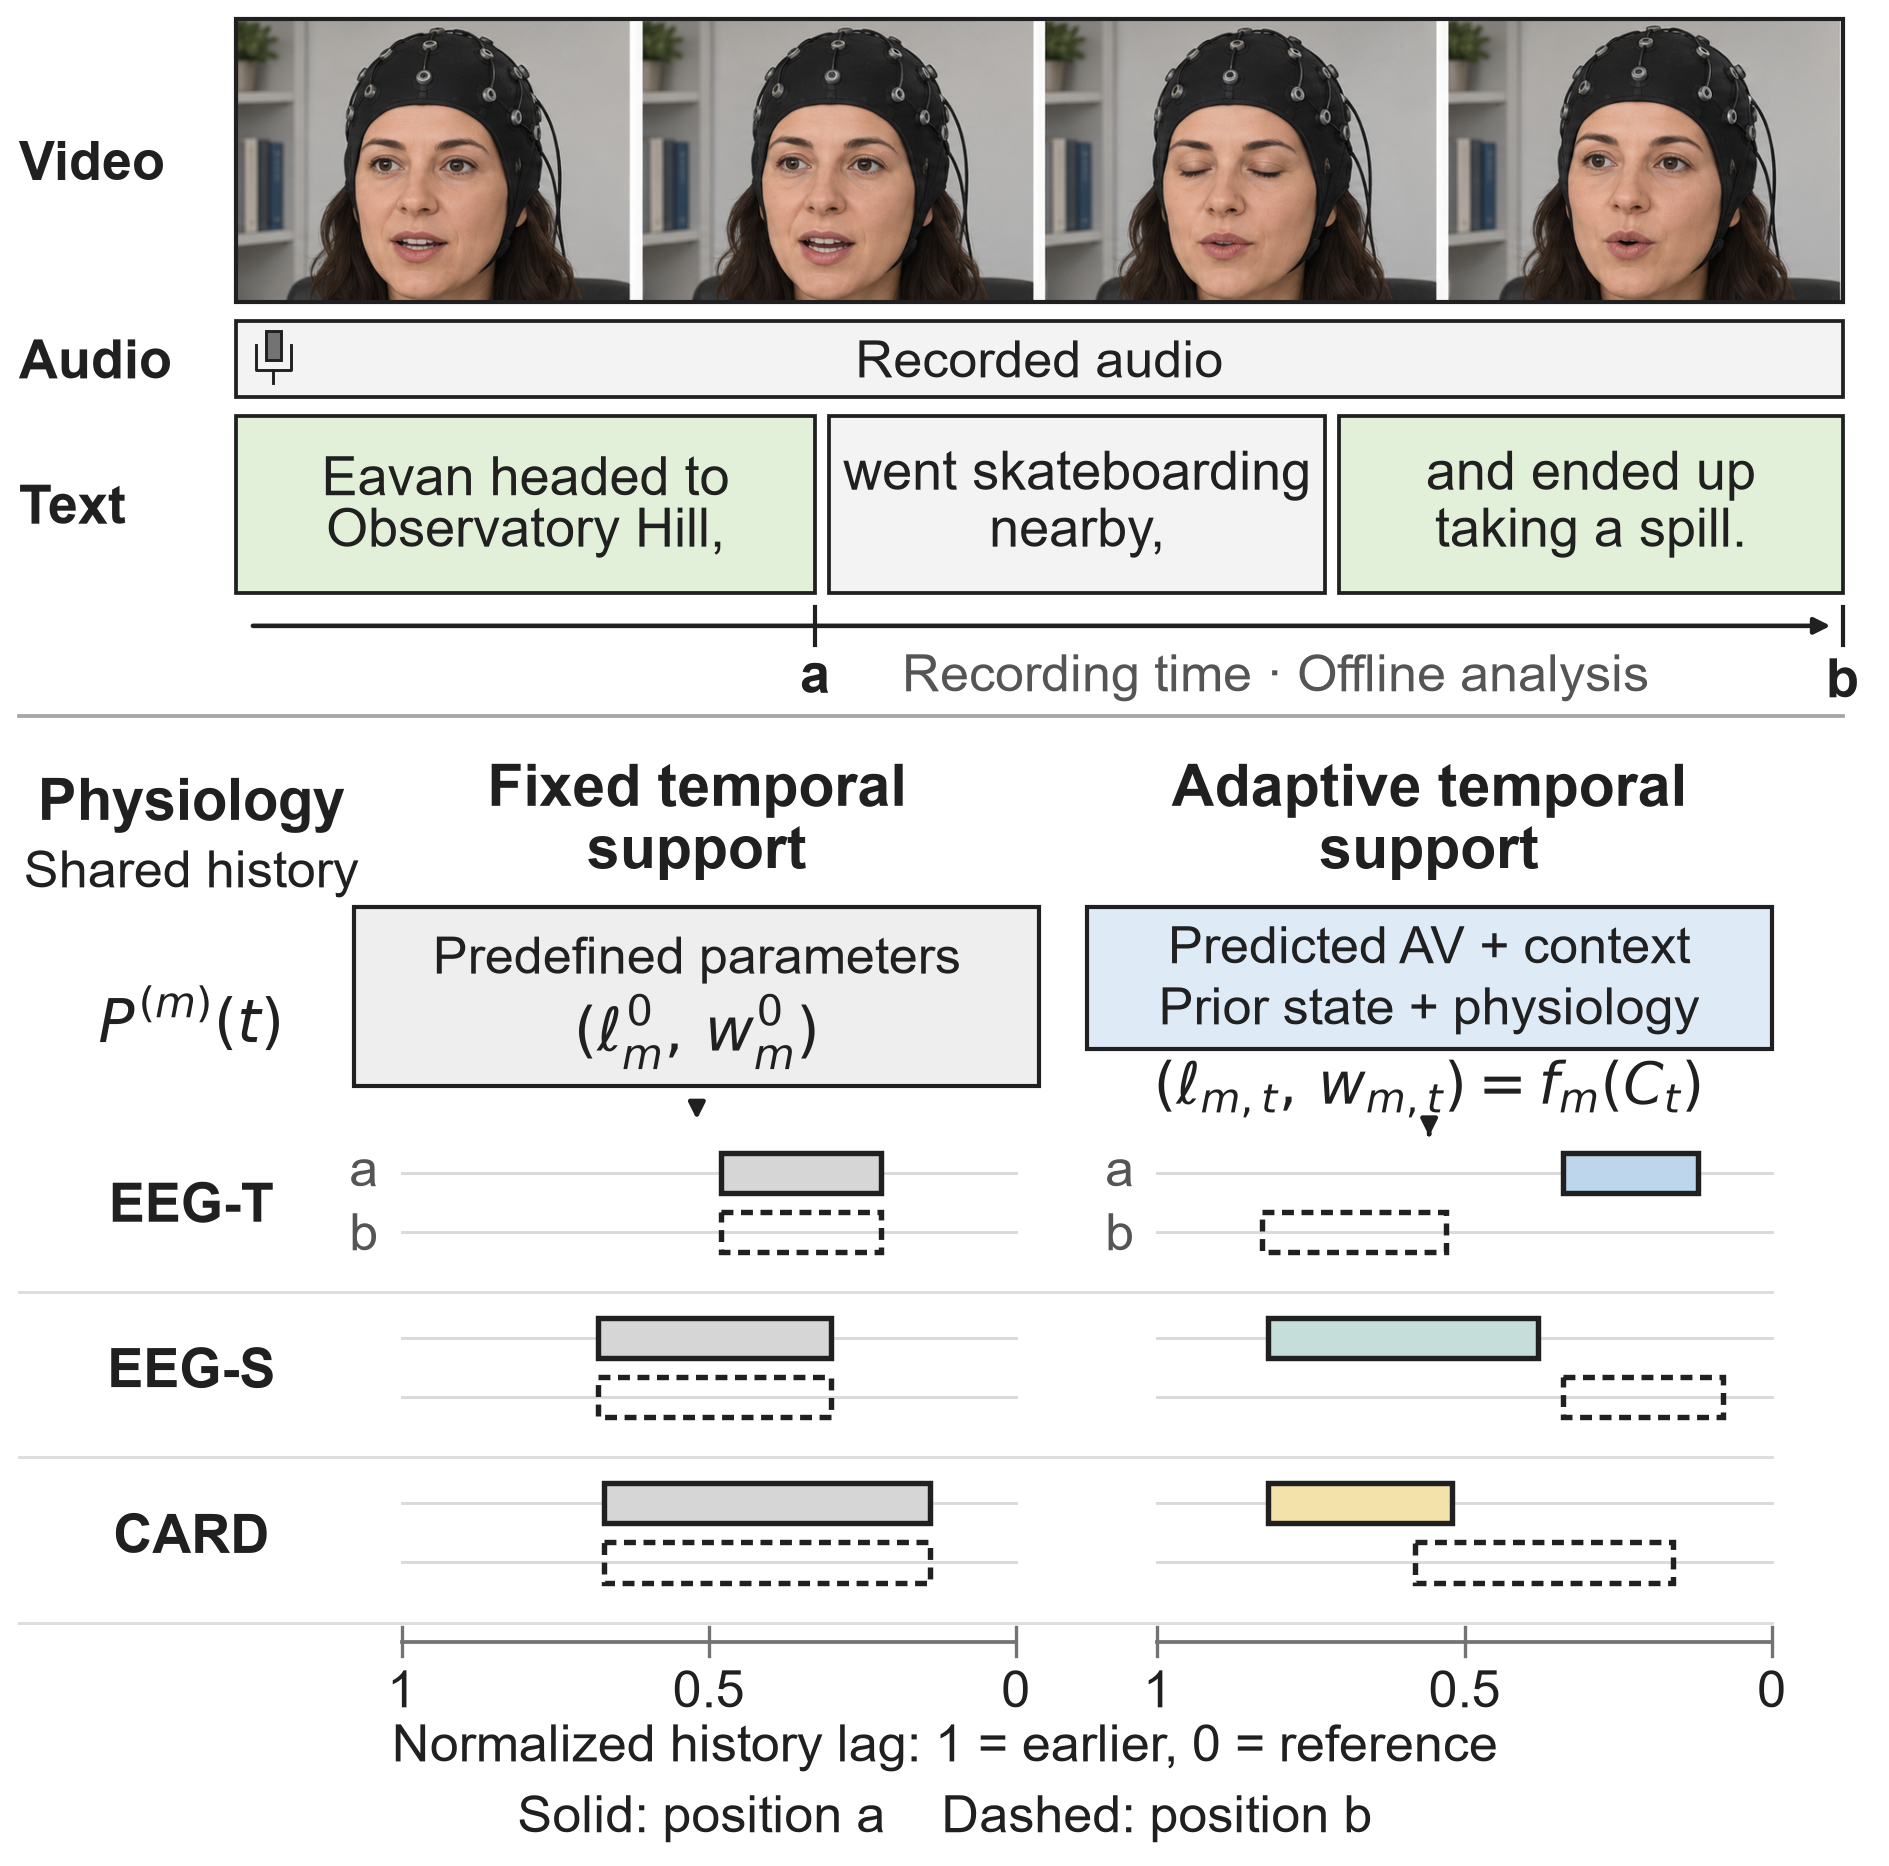 Video
Audio
Recorded audio
Text
Eavan headed to
Observatory Hill,
went skateboarding
nearby,
and ended up
taking a spill.
a
Recording time · Offline analysis
b
Physiology
Shared history
P^{(m)}(t)
Fixed temporal
support
Predefined parameters
(ℓ_m^0, w_m^0)
Adaptive temporal
support
Predicted AV + context
Prior state + physiology
(ℓ_{m,t}, w_{m,t}) = f_m(C_t)
EEG-T
a
b
a
b
EEG-S
CARD
1 0.5 0
1 0.5 0
Normalized history lag: 1 = earlier, 0 = reference
Solid: position a Dashed: position b